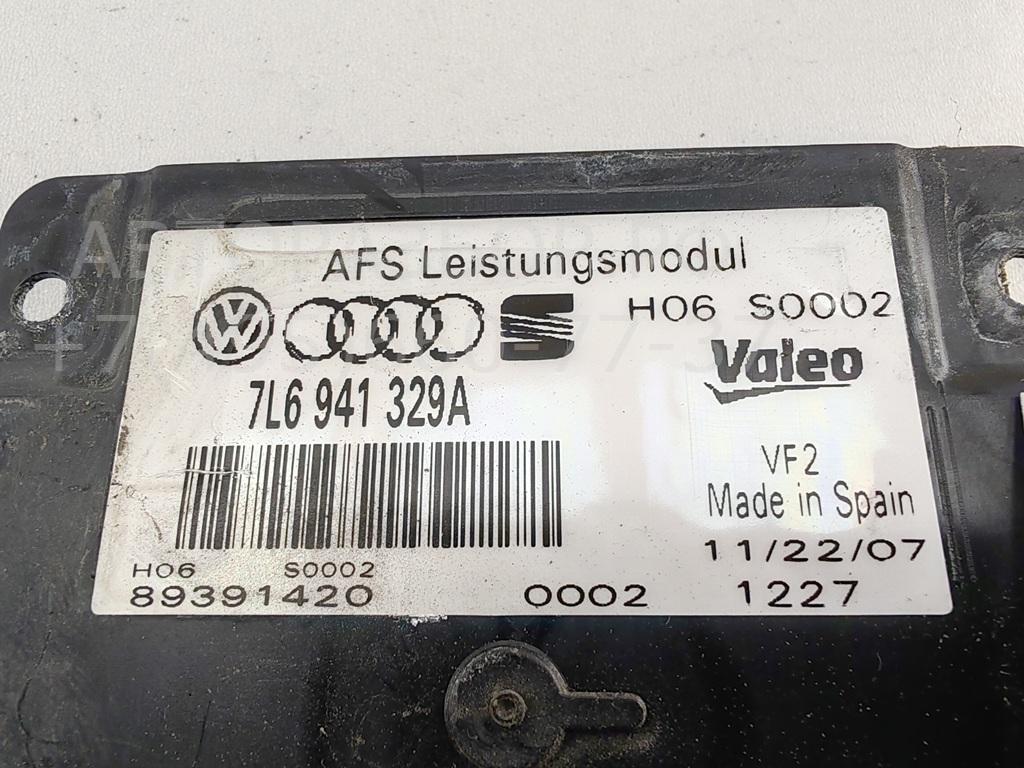 AFS Leistungsmodul
H06 S0002
Valeo
7L6 941 329A
VF2
Made in Spain
11/22/07
H06 S0002
89391420 0002 1227